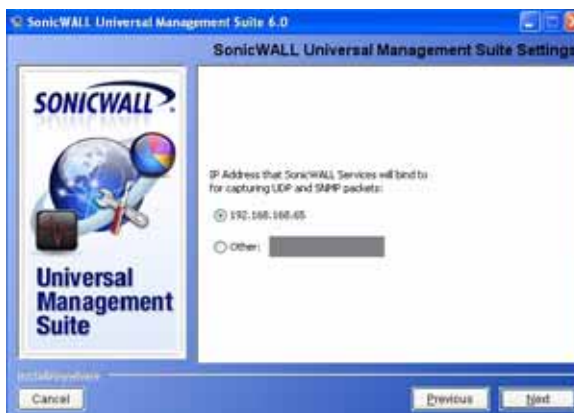 SonicWALL Universal Management Suite 6.0
SonicWALL Universal Management Suite Settings
SONICWALL
IP Address that SonicWALL Services will bind to
for capturing UDP and SNMP packets:
192.168.168.65
Other:
Universal
Management
Suite
InstallAnywhere
Cancel
Previous
Next